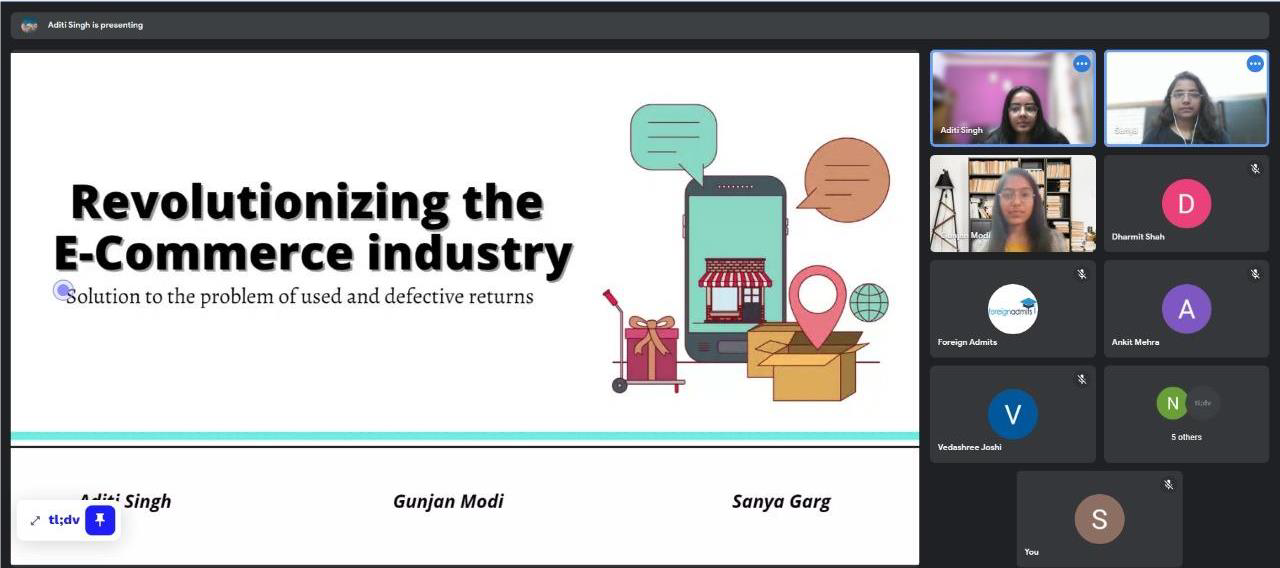 Aditi Singh is presenting
Revolutionizing the
E-Commerce industry
Solution to the problem of used and defective returns
Aditi Singh
Gunjan Modi
Sanya Garg
tl;dv
Aditi Singh
Sanya
Gunjan Modi
D
Dharmit Shah
foreignadmits
Foreign Admits
A
Ankit Mehra
V
Vedashree Joshi
N
tl;dv
5 others
S
You